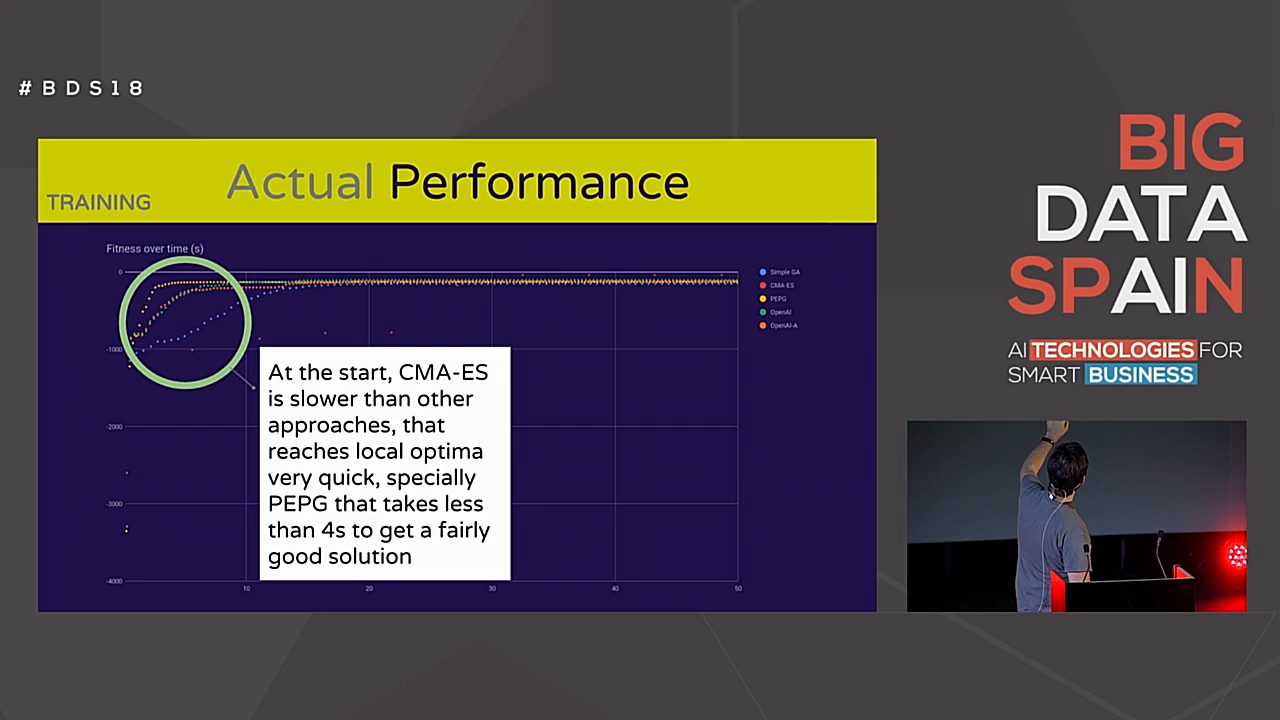 #BDS18
Actual Performance
TRAINING
Fitness over time (s)
0
-1000
-2000
-3000
-4000
10
20
30
40
50
Simple GA
CMA-ES
PEPG
OpenAI
OpenAI-A
At the start, CMA-ES
is slower than other
approaches, that
reaches local optima
very quick, specially
PEPG that takes less
than 4s to get a fairly
good solution
BIG
DATA
SPAIN
AI TECHNOLOGIES FOR
SMART BUSINESS